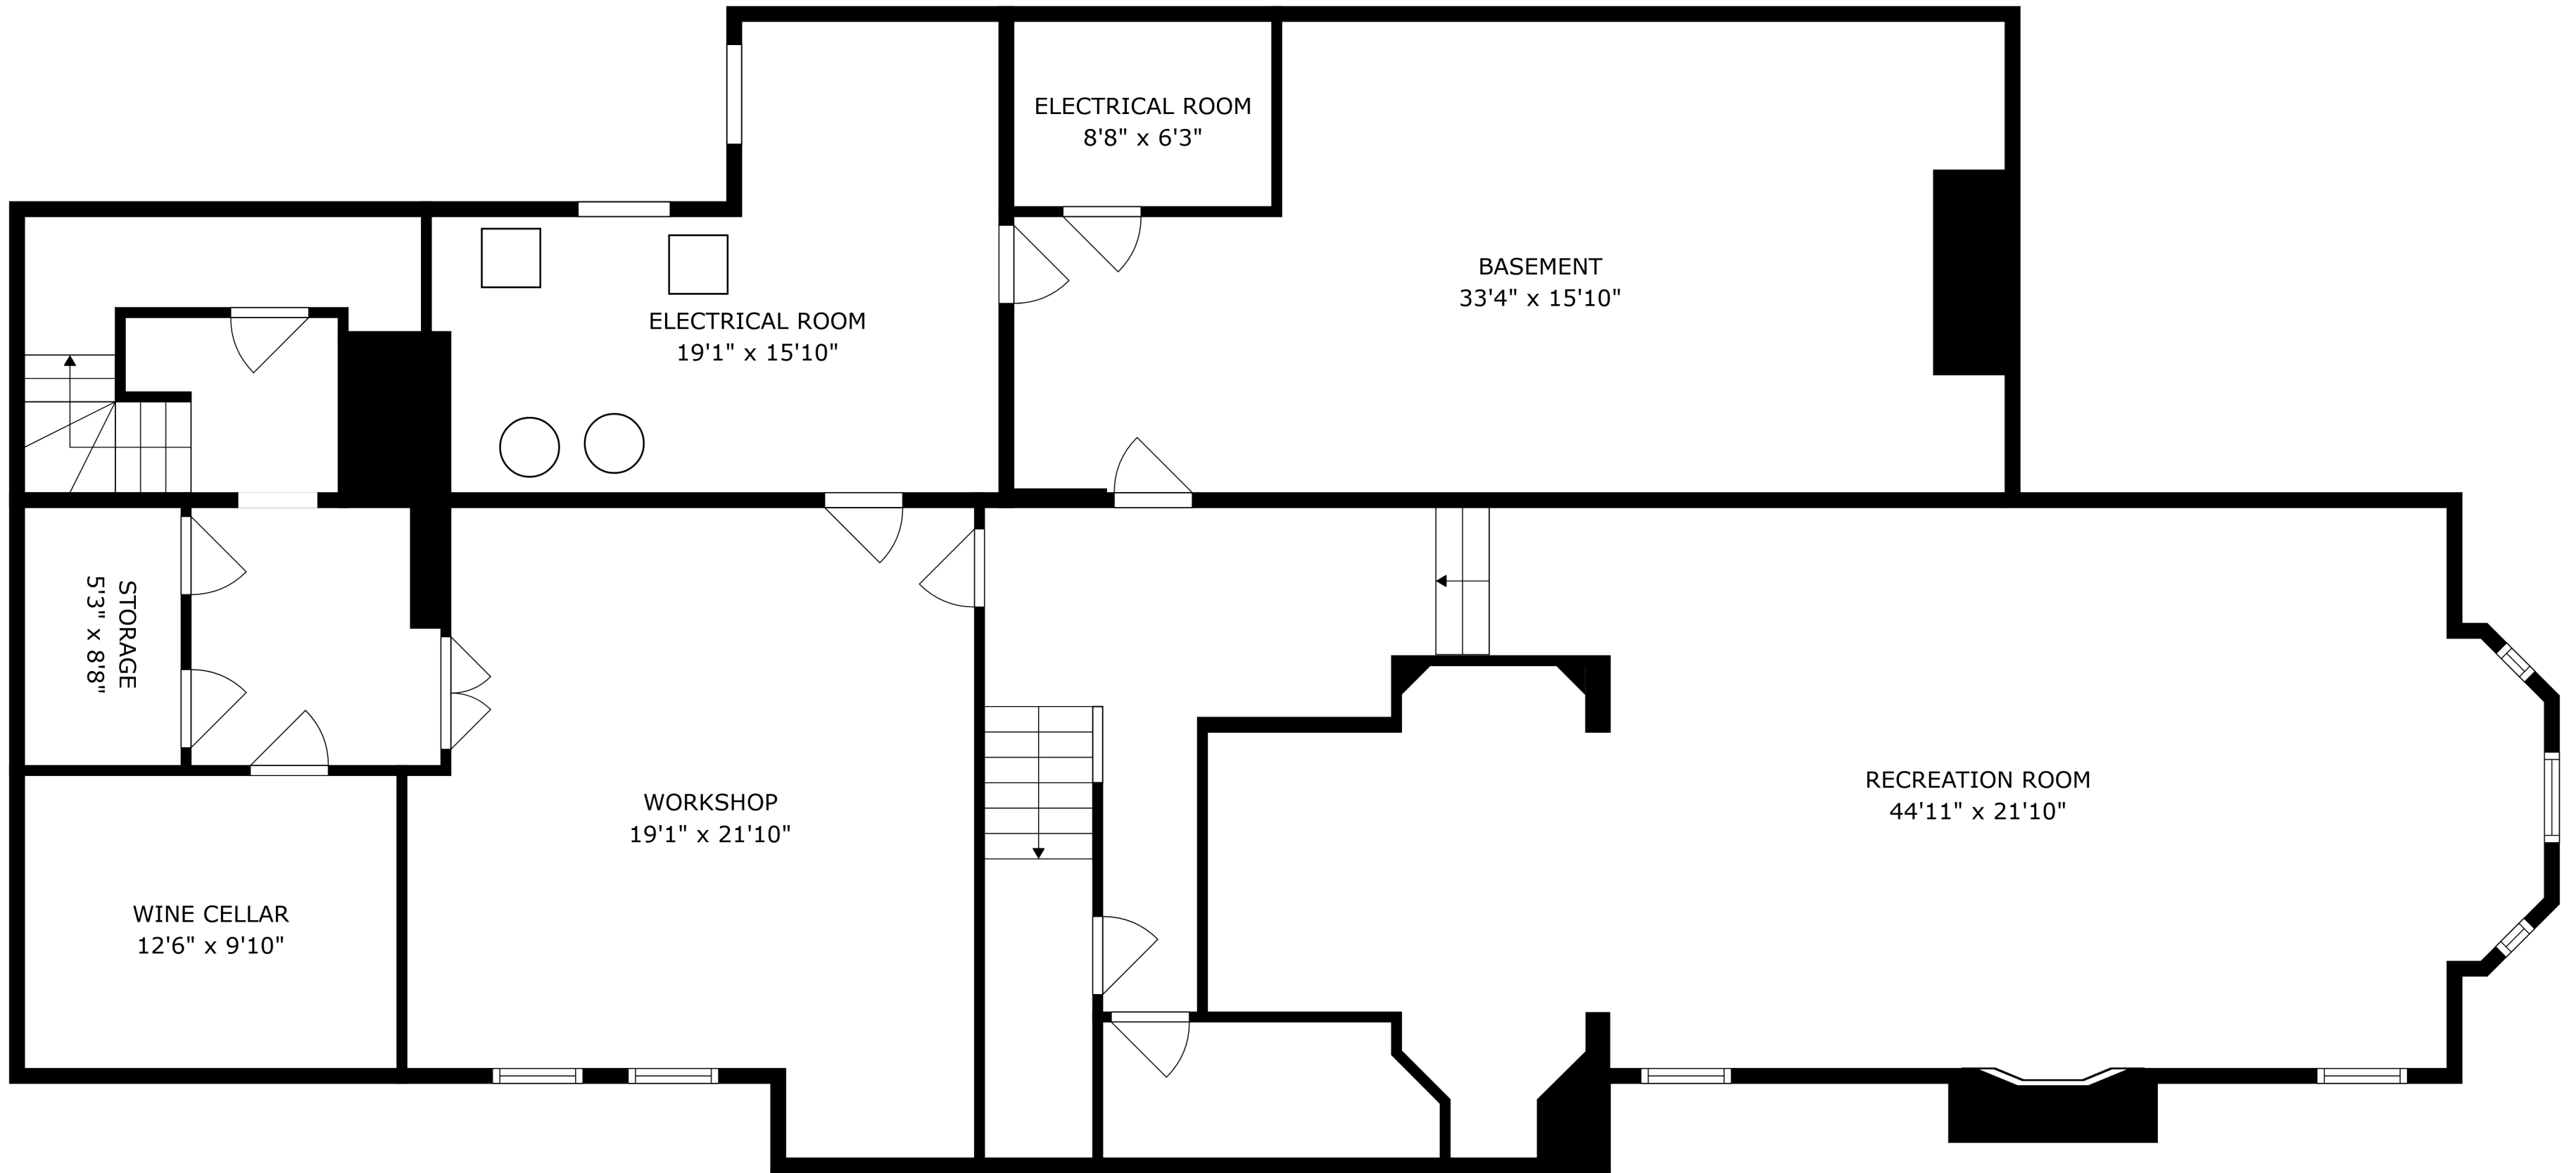 ELECTRICAL ROOM
8'8" x 6'3"
BASEMENT
33'4" x 15'10"
ELECTRICAL ROOM
19'1" x 15'10"
STORAGE
5'3" x 8'8"
WORKSHOP
19'1" x 21'10"
RECREATION ROOM
44'11" x 21'10"
WINE CELLAR
12'6" x 9'10"